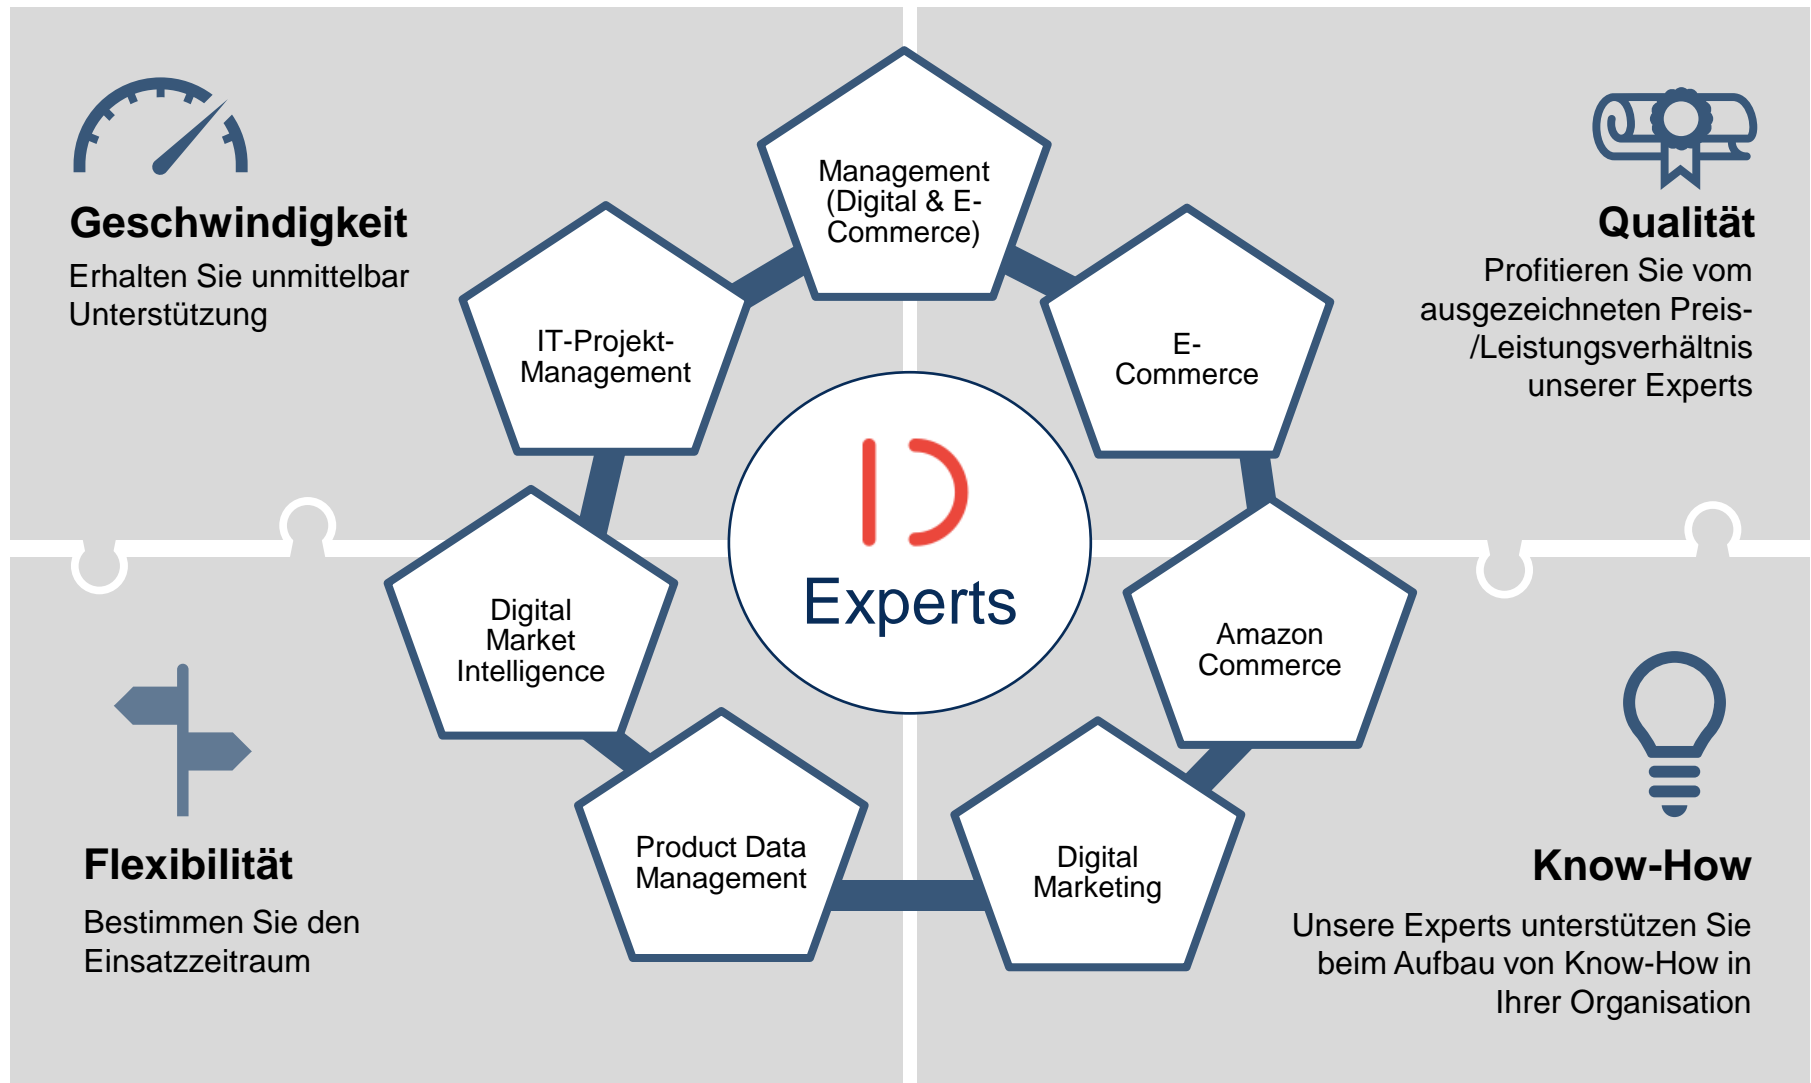 Geschwindigkeit
Erhalten Sie unmittelbar
Unterstützung
Qualität
Profitieren Sie vom
ausgezeichneten Preis-
/Leistungsverhältnis
unserer Experts
Management
(Digital & E-
Commerce)
IT-Projekt-
Management
E-
Commerce
Digital
Market
Intelligence
Experts
Amazon
Commerce
Product Data
Management
Digital
Marketing
Flexibilität
Bestimmen Sie den
Einsatzzeitraum
Know-How
Unsere Experts unterstützen Sie
beim Aufbau von Know-How in
Ihrer Organisation